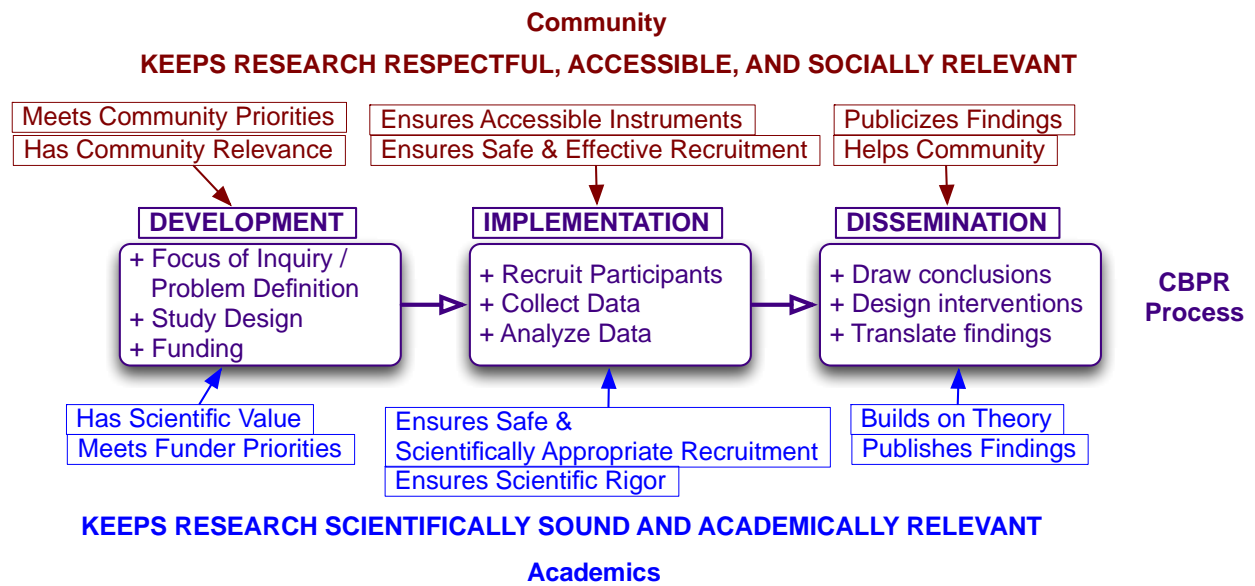 Community
KEEPS RESEARCH RESPECTFUL, ACCESSIBLE, AND SOCIALLY RELEVANT
Meets Community Priorities
Has Community Relevance
Ensures Accessible Instruments
Ensures Safe & Effective Recruitment
Publicizes Findings
Helps Community
DEVELOPMENT
+ Focus of Inquiry /
Problem Definition
+ Study Design
+ Funding
IMPLEMENTATION
+ Recruit Participants
+ Collect Data
+ Analyze Data
DISSEMINATION
+ Draw conclusions
+ Design interventions
+ Translate findings
CBPR
Process
Has Scientific Value
Meets Funder Priorities
Ensures Safe &
Scientifically Appropriate Recruitment
Ensures Scientific Rigor
Builds on Theory
Publishes Findings
KEEPS RESEARCH SCIENTIFICALLY SOUND AND ACADEMICALLY RELEVANT
Academics